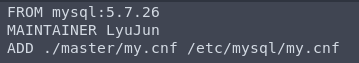 FROM mysql:5.7.26
MAINTAINER LyuJun
ADD ./master/my.cnf /etc/mysql/my.cnf